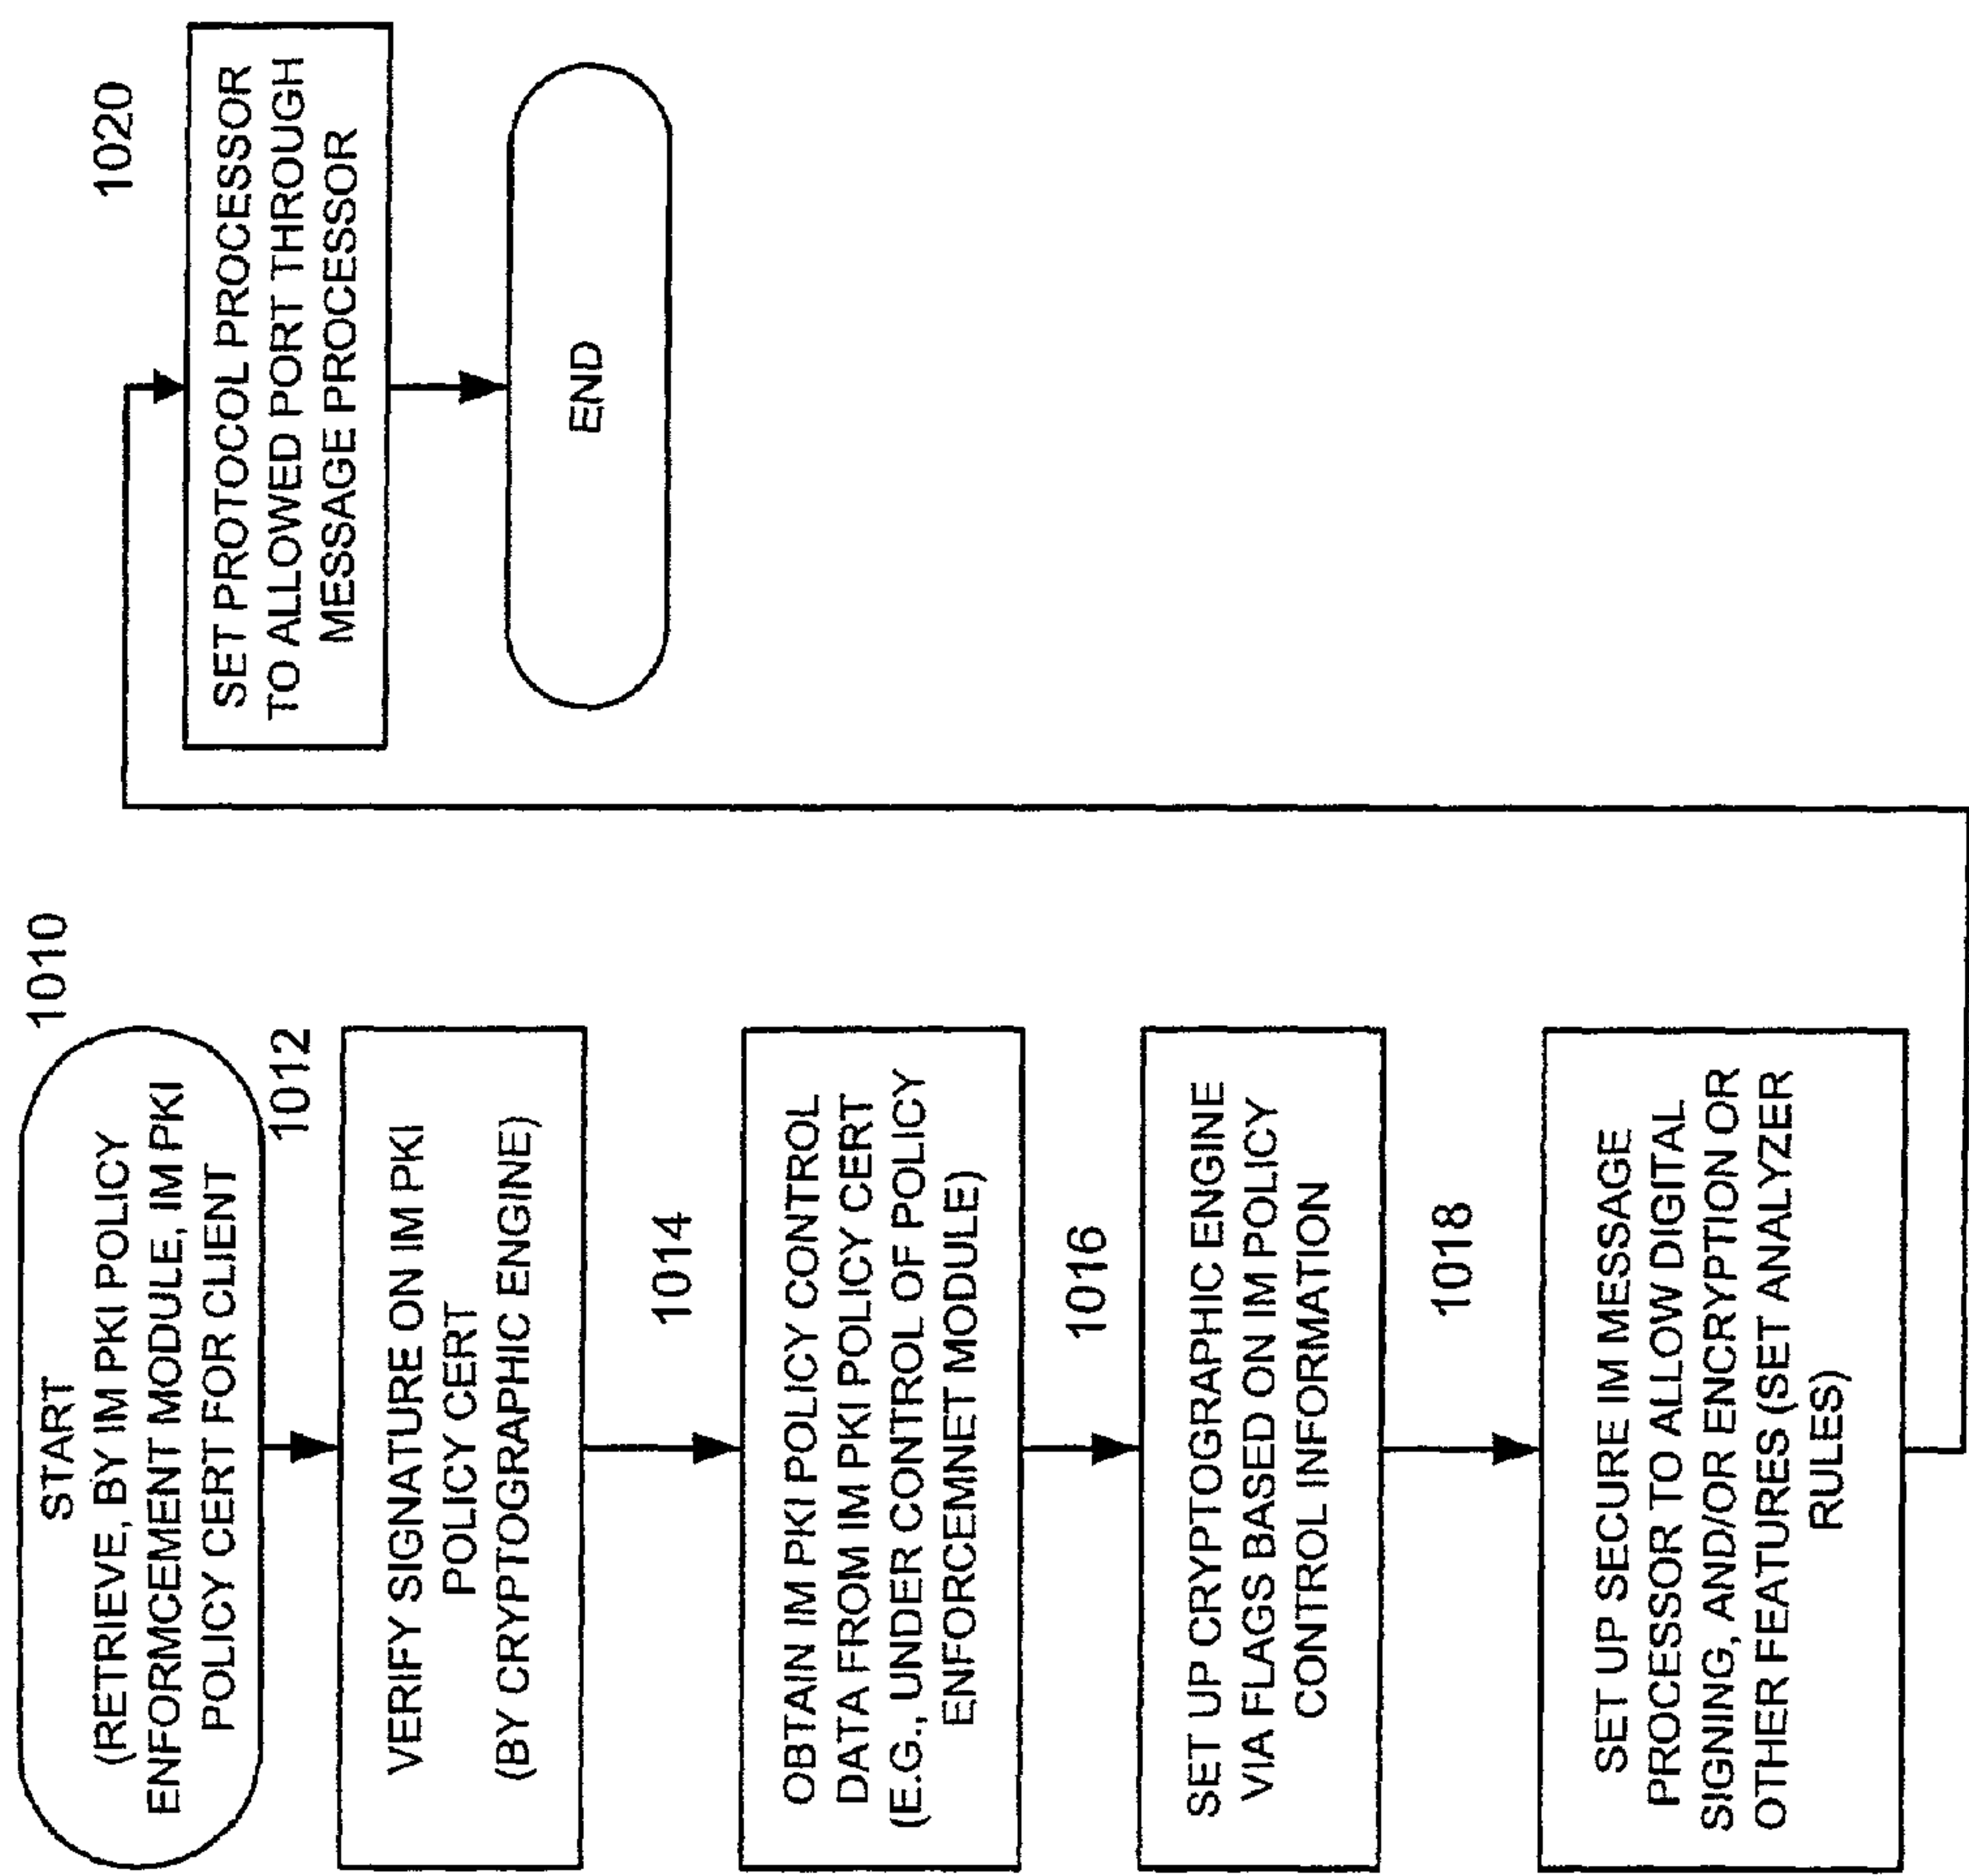 1010
START
(RETRIEVE, BY IM PKI POLICY
ENFORMCEMENT MODULE, IM PKI
POLICY CERT FOR CLIENT
1012
VERIFY SIGNATURE ON IM PKI
POLICY CERT
(BY CRYPTOGRAPHIC ENGINE)
1014
OBTAIN IM PKI POLICY CONTROL
DATA FROM IM PKI POLICY CERT
(E.G., UNDER CONTROL OF POLICY
ENFORCEMNET MODULE)
1016
SET UP CRYPTOGRAPHIC ENGINE
VIA FLAGS BASED ON IM POLICY
CONTROL INFORMATION
1018
SET UP SECURE IM MESSAGE
PROCESSOR TO ALLOW DIGITAL
SIGNING, AND/OR ENCRYPTION OR
OTHER FEATURES (SET ANALYZER
RULES)
1020
SET PROTOCOL PROCESSOR
TO ALLOWED PORT THROUGH
MESSAGE PROCESSOR
END